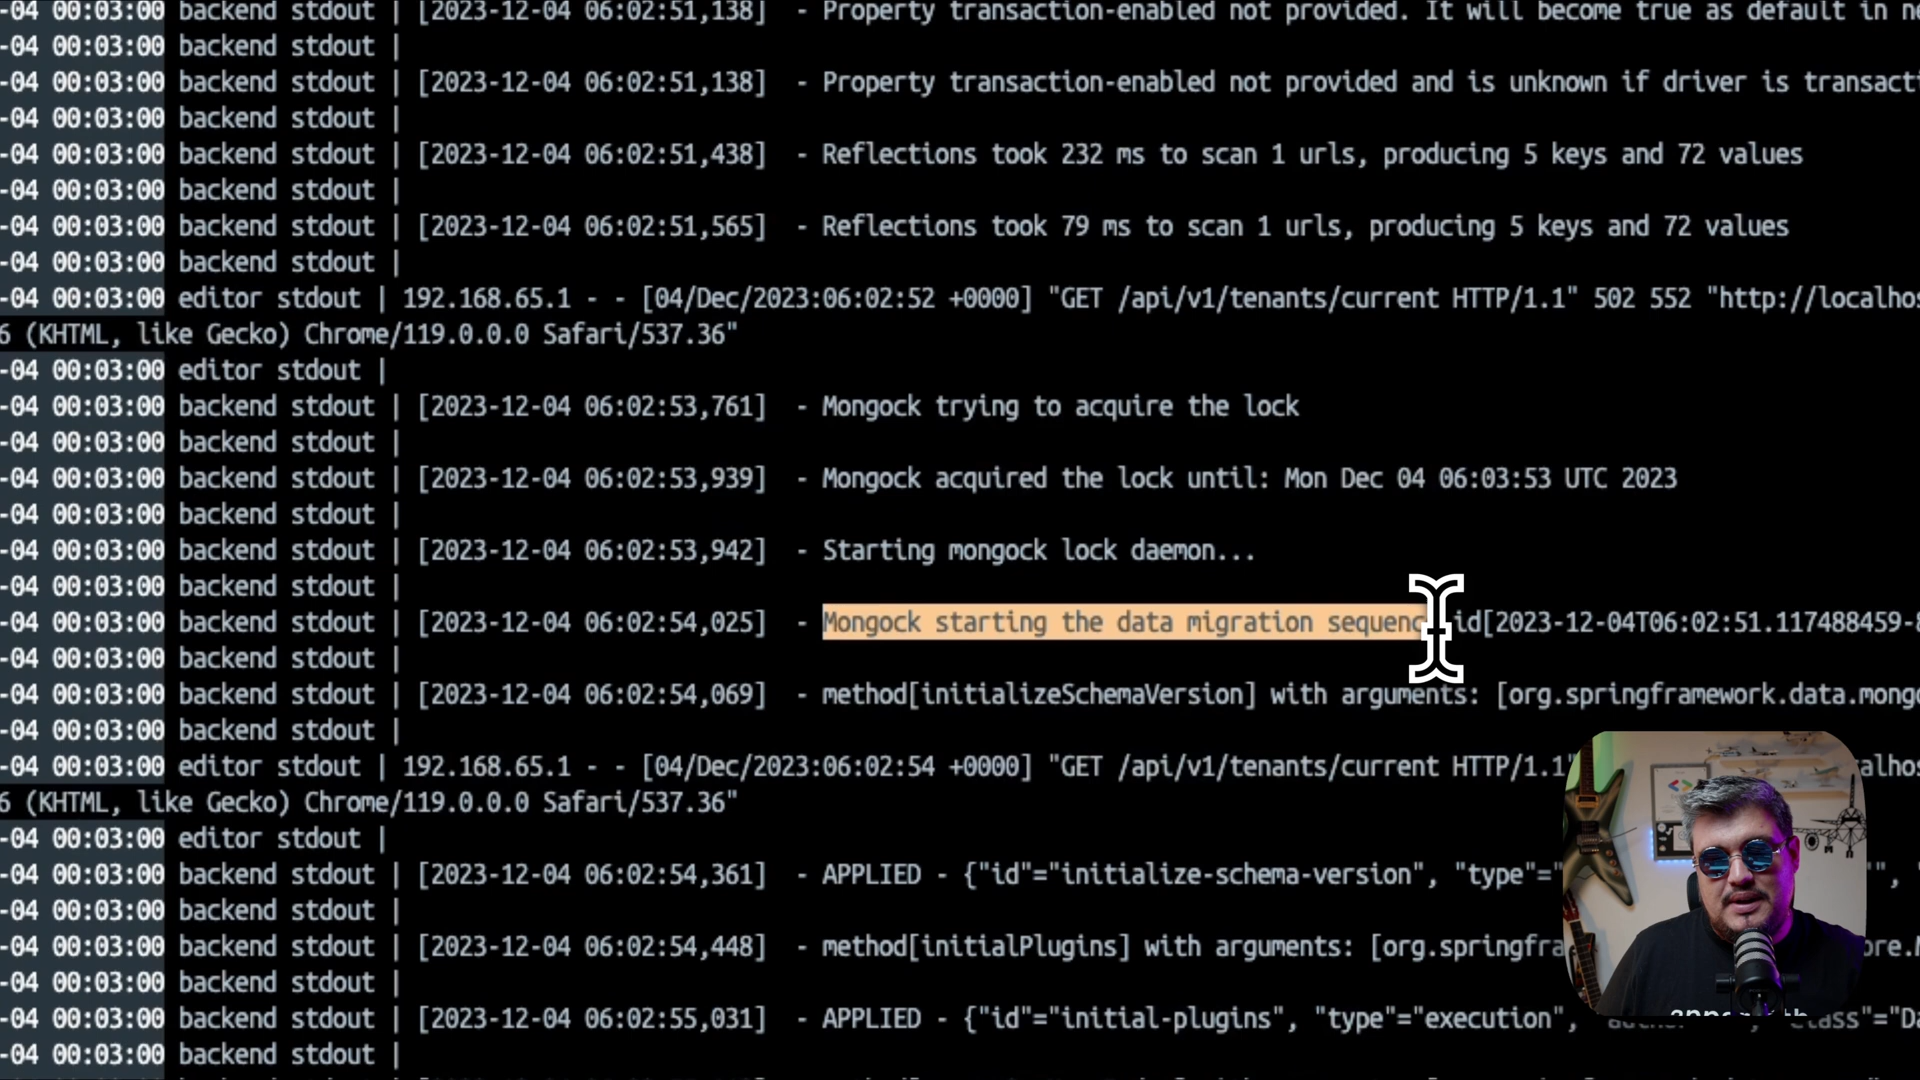 -04 00:03:00 backend stdout | [2023-12-04 06:02:51,138]  - Property transaction-enabled not provided. It will become true as default in
-04 00:03:00 backend stdout |
-04 00:03:00 backend stdout | [2023-12-04 06:02:51,138]  - Property transaction-enabled not provided and is unknown if driver is transact
-04 00:03:00 backend stdout |
-04 00:03:00 backend stdout | [2023-12-04 06:02:51,438]  - Reflections took 232 ms to scan 1 urls, producing 5 keys and 72 values
-04 00:03:00 backend stdout |
-04 00:03:00 backend stdout | [2023-12-04 06:02:51,565]  - Reflections took 79 ms to scan 1 urls, producing 5 keys and 72 values
-04 00:03:00 backend stdout |
-04 00:03:00 editor stdout | 192.168.65.1 - - [04/Dec/2023:06:02:52 +0000] "GET /api/v1/tenants/current HTTP/1.1" 502 552 "http://localhos
6 (KHTML, like Gecko) Chrome/119.0.0.0 Safari/537.36"
-04 00:03:00 editor stdout |
-04 00:03:00 backend stdout | [2023-12-04 06:02:53,761]  - Mongock trying to acquire the lock
-04 00:03:00 backend stdout |
-04 00:03:00 backend stdout | [2023-12-04 06:02:53,939]  - Mongock acquired the lock until: Mon Dec 04 06:03:53 UTC 2023
-04 00:03:00 backend stdout |
-04 00:03:00 backend stdout | [2023-12-04 06:02:53,942]  - Starting mongock lock daemon...
-04 00:03:00 backend stdout |
-04 00:03:00 backend stdout | [2023-12-04 06:02:54,025]  - Mongock starting the data migration sequenc id[2023-12-04T06:02:51.117488459-
-04 00:03:00 backend stdout |
-04 00:03:00 backend stdout | [2023-12-04 06:02:54,069]  - method[initializeSchemaVersion] with arguments: [org.springframework.data.mong
-04 00:03:00 backend stdout |
-04 00:03:00 editor stdout | 192.168.65.1 - - [04/Dec/2023:06:02:54 +0000] "GET /api/v1/tenants/current HTTP/1.1" alhos
6 (KHTML, like Gecko) Chrome/119.0.0.0 Safari/537.36"
-04 00:03:00 editor stdout |
-04 00:03:00 backend stdout | [2023-12-04 06:02:54,361]  - APPLIED - {"id"="initialize-schema-version", "type"=" ",
-04 00:03:00 backend stdout |
-04 00:03:00 backend stdout | [2023-12-04 06:02:54,448]  - method[initialPlugins] with arguments: [org.springfra ore.
-04 00:03:00 backend stdout |
-04 00:03:00 backend stdout | [2023-12-04 06:02:55,031]  - APPLIED - {"id"="initial-plugins", "type"="execution", "class"="D
-04 00:03:00 backend stdout |